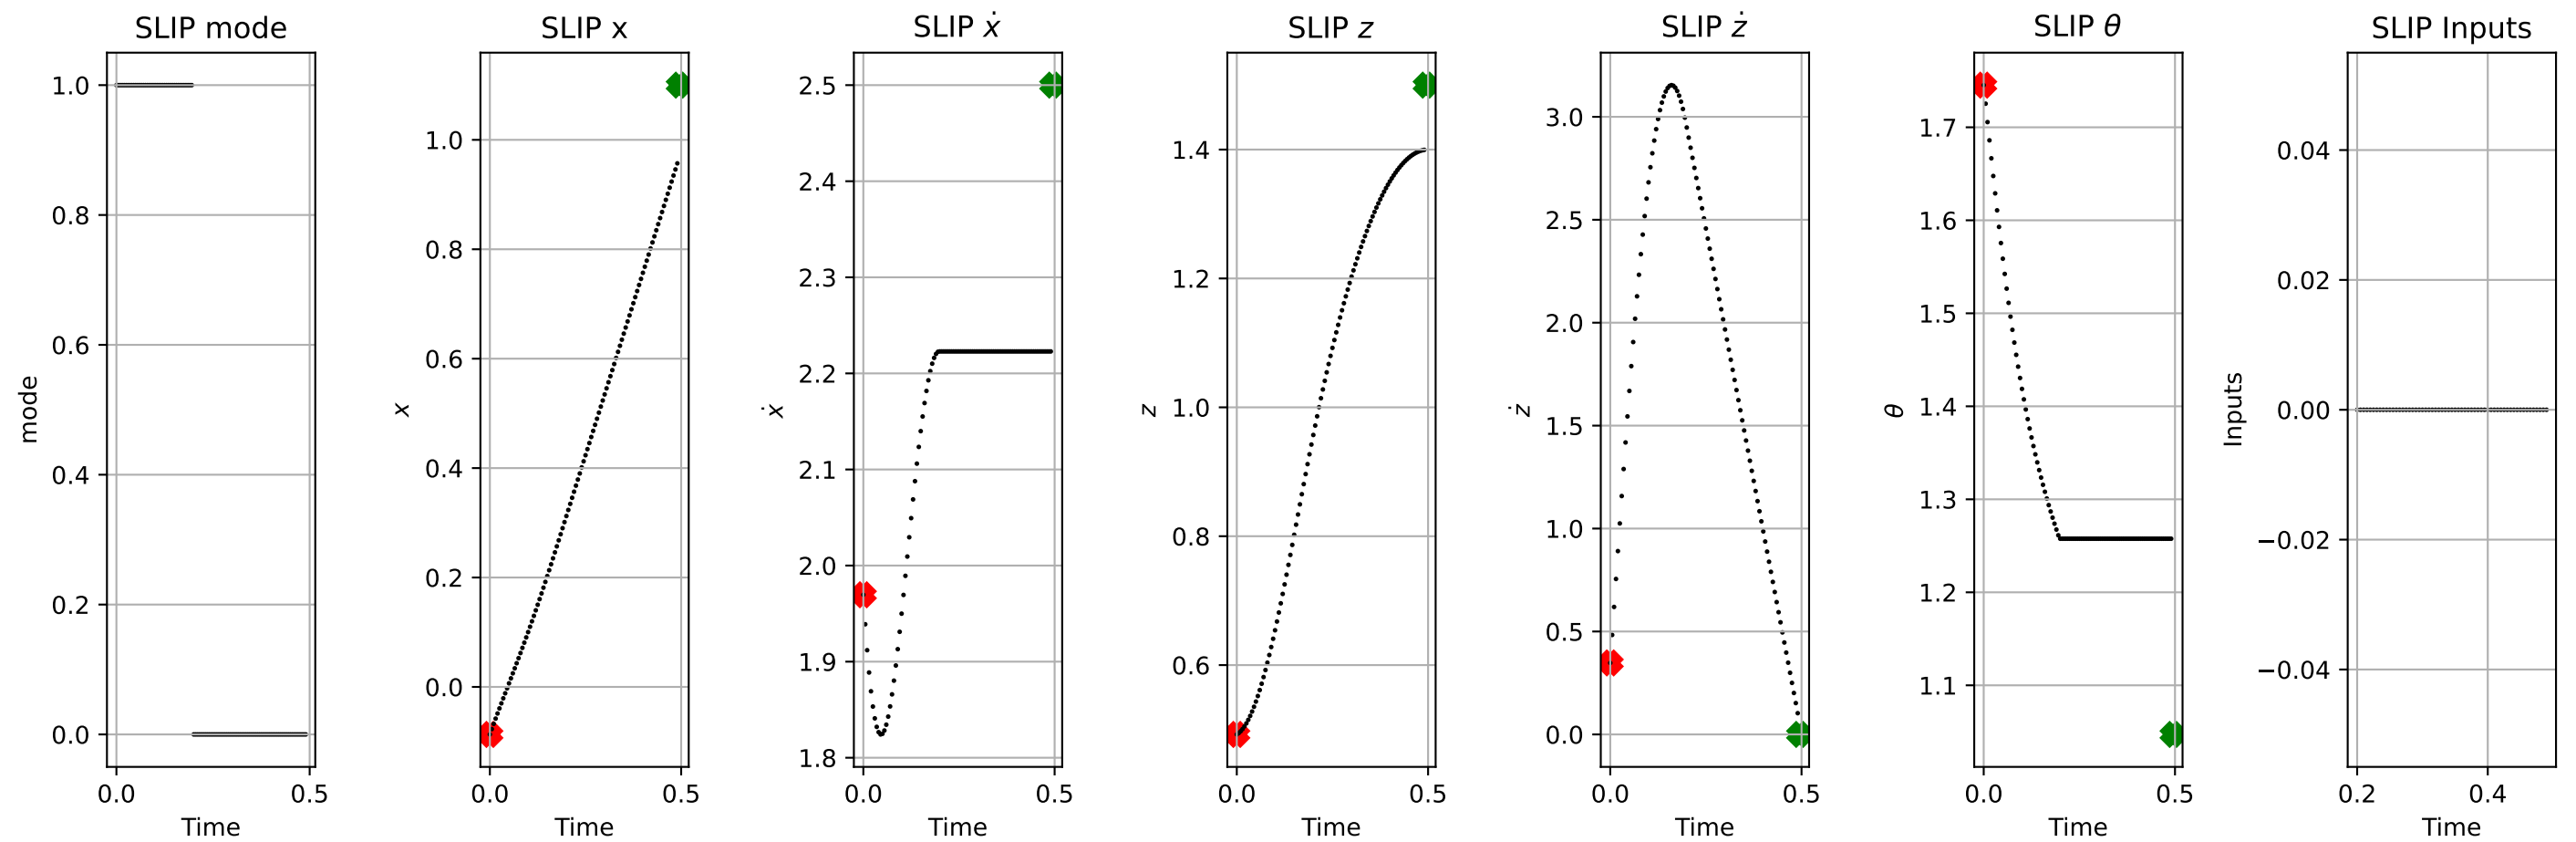 SLIP mode
1.0
0.8
0.6
0.4
0.2
0.0
mode
0.0 0.5
Time
SLIP x
1.0
0.8
0.6
0.4
0.2
0.0
x
0.0 0.5
Time
SLIP ẋ
2.5
2.4
2.3
2.2
2.1
2.0
1.9
1.8
ẋ
0.0 0.5
Time
SLIP z
1.4
1.2
1.0
0.8
0.6
z
0.0 0.5
Time
SLIP ż
3.0
2.5
2.0
1.5
1.0
0.5
0.0
ż
0.0 0.5
Time
SLIP θ
1.7
1.6
1.5
1.4
1.3
1.2
1.1
θ
0.0 0.5
Time
SLIP Inputs
0.04
0.02
0.00
−0.02
−0.04
Inputs
0.2 0.4
Time